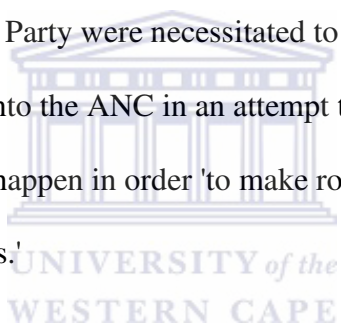 Party were necessitated to
nto the ANC in an attempt t
happen in order 'to make ro
s.'
UNIVERSITY of the
WESTERN CAPE